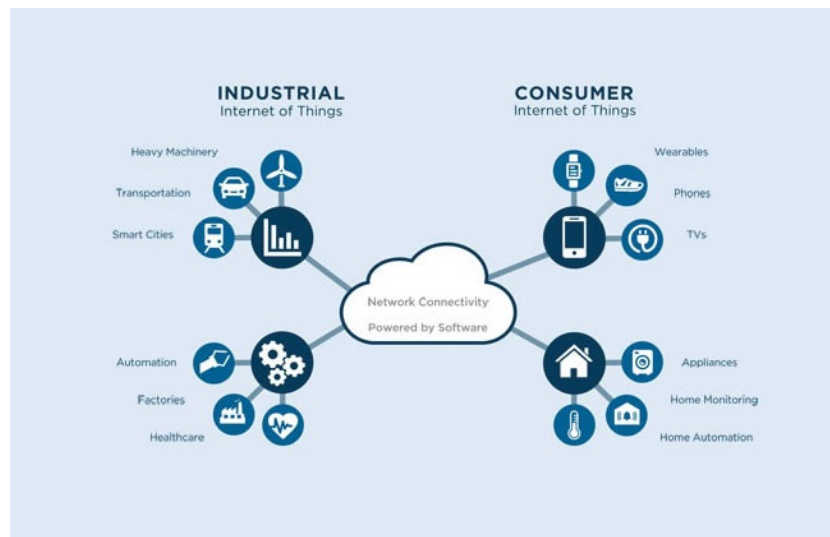 INDUSTRIAL
Internet of Things
CONSUMER
Internet of Things
Heavy Machinery
Transportation
Smart Cities
Wearables
Phones
TVs
Network Connectivity
Powered by Software
Automation
Factories
Healthcare
Appliances
Home Monitoring
Home Automation